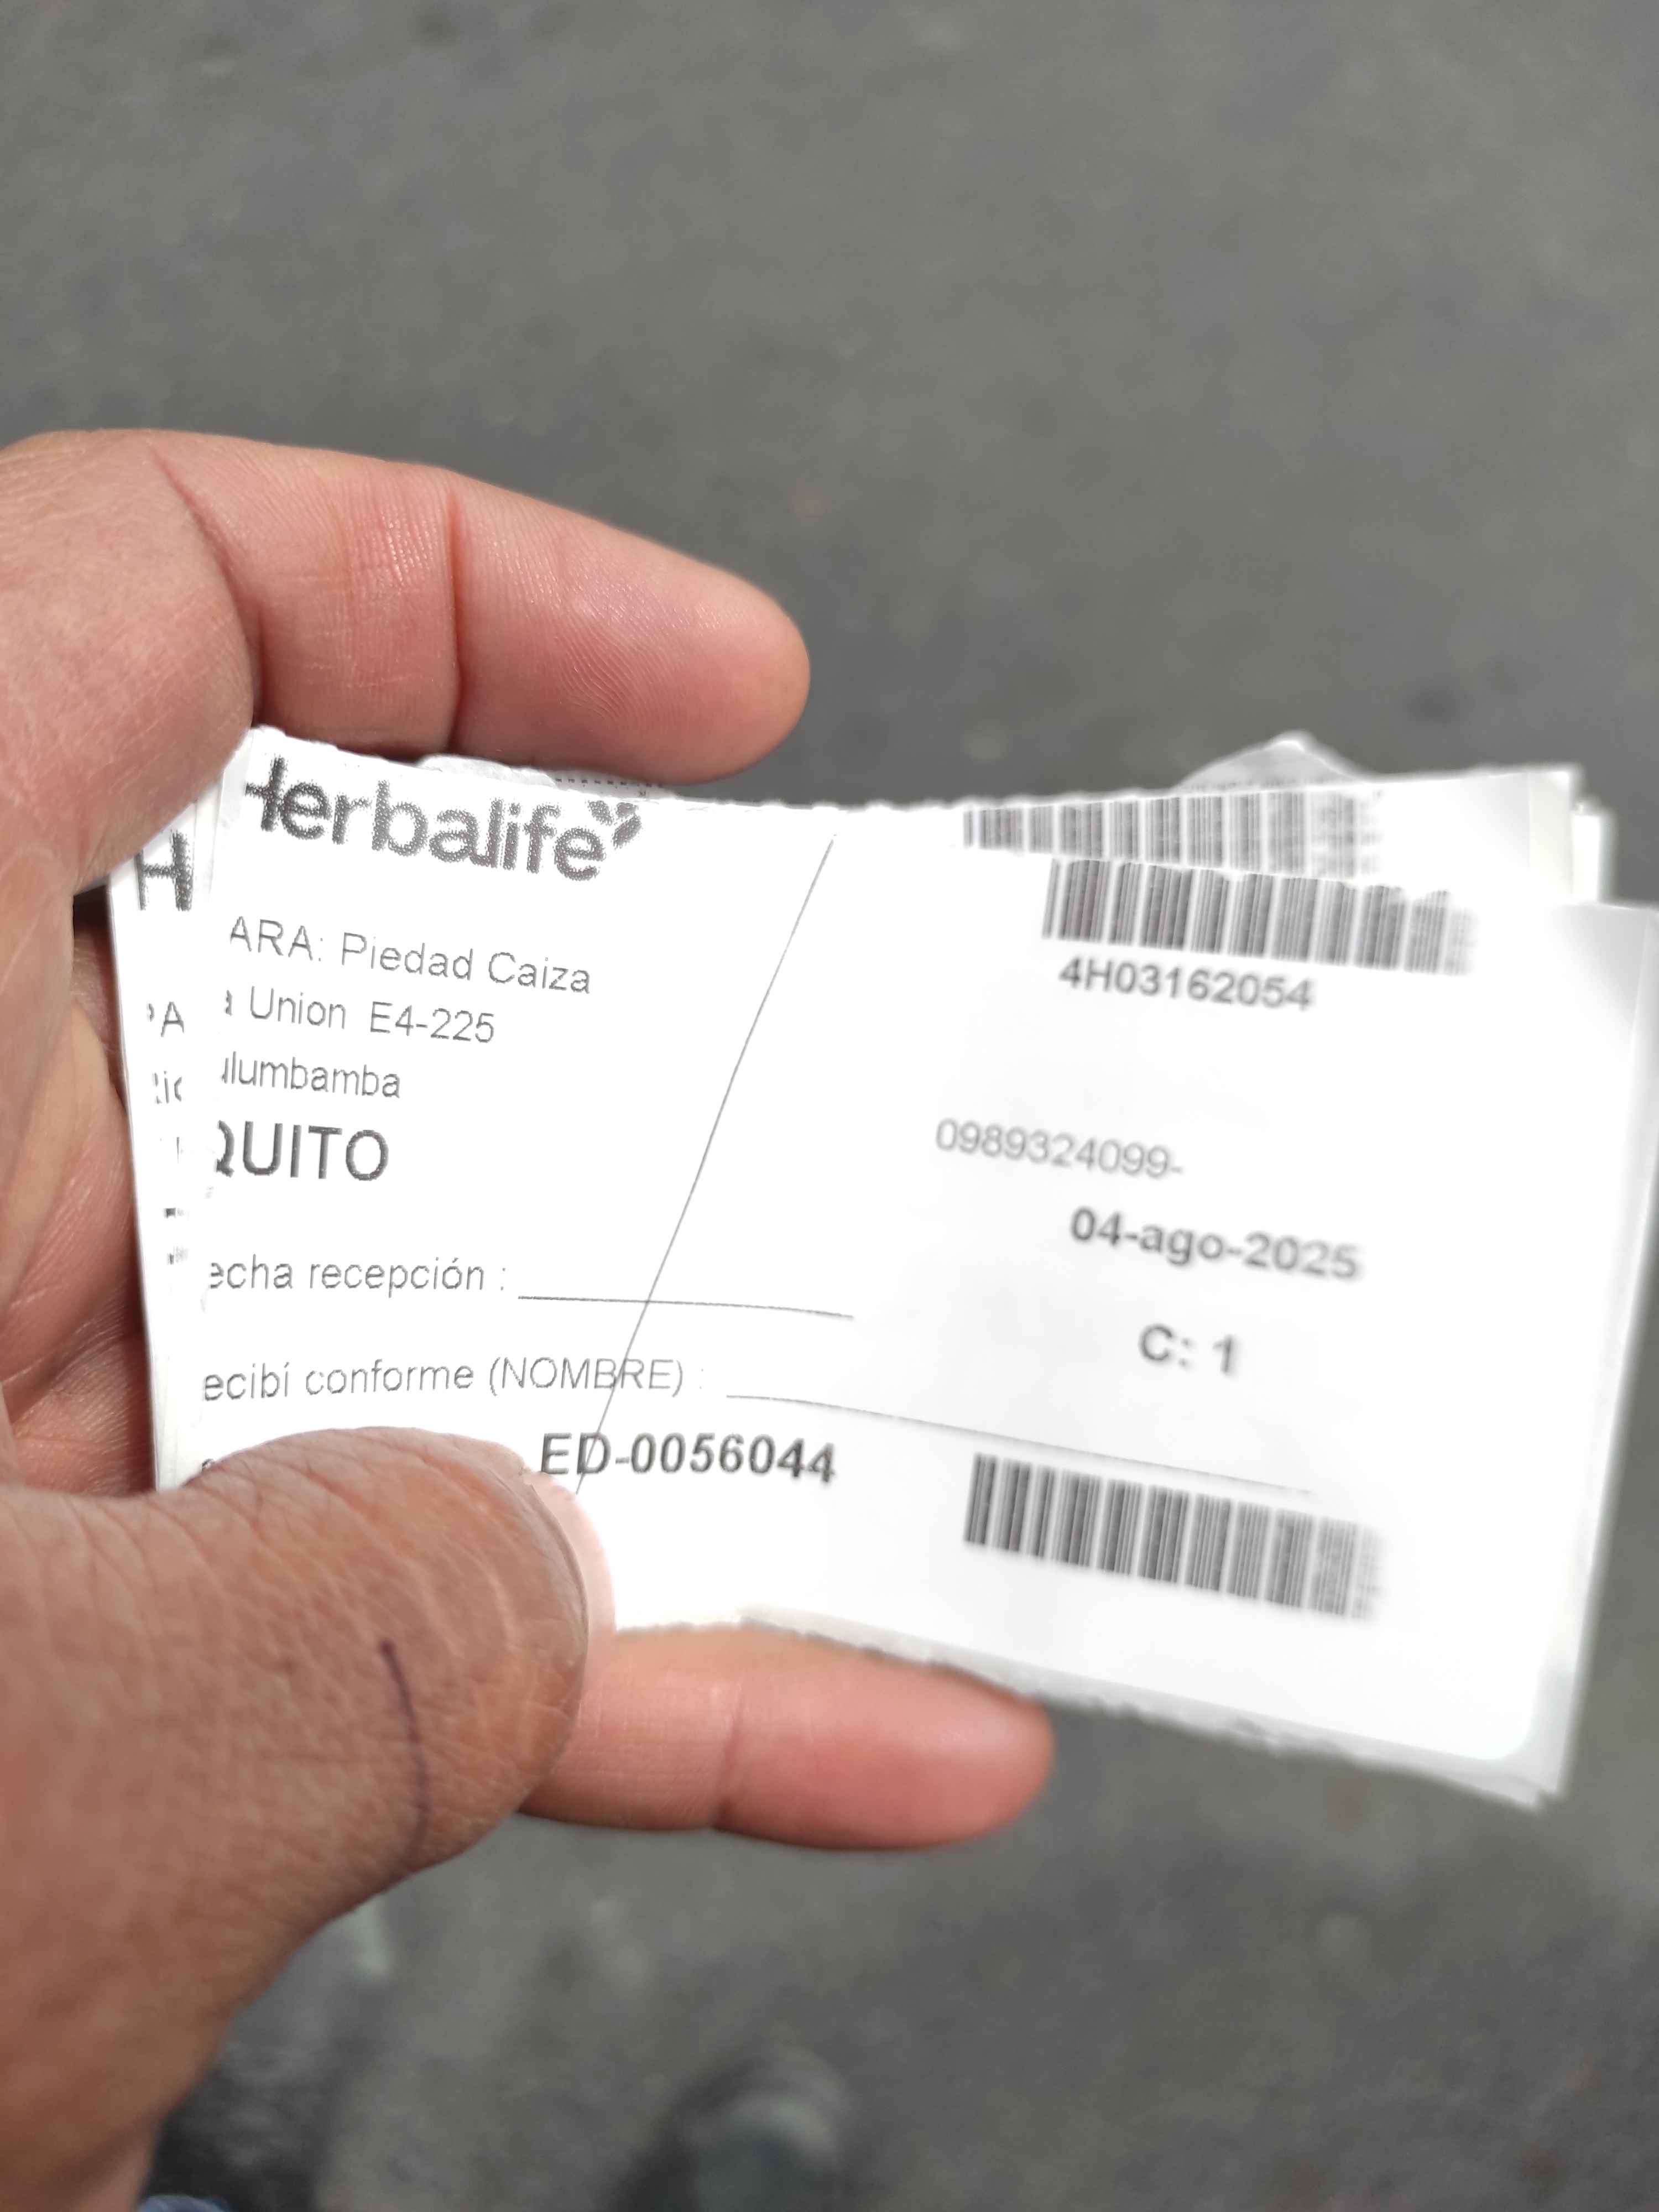 Herbalife
4H03162054
ARA: Piedad Caiza
Union E4-225
lumbamba
QUITO
0989324099-
04-ago-2025
echa recepción :
C: 1
ecibí conforme (NOMBRE) :
ED-0056044